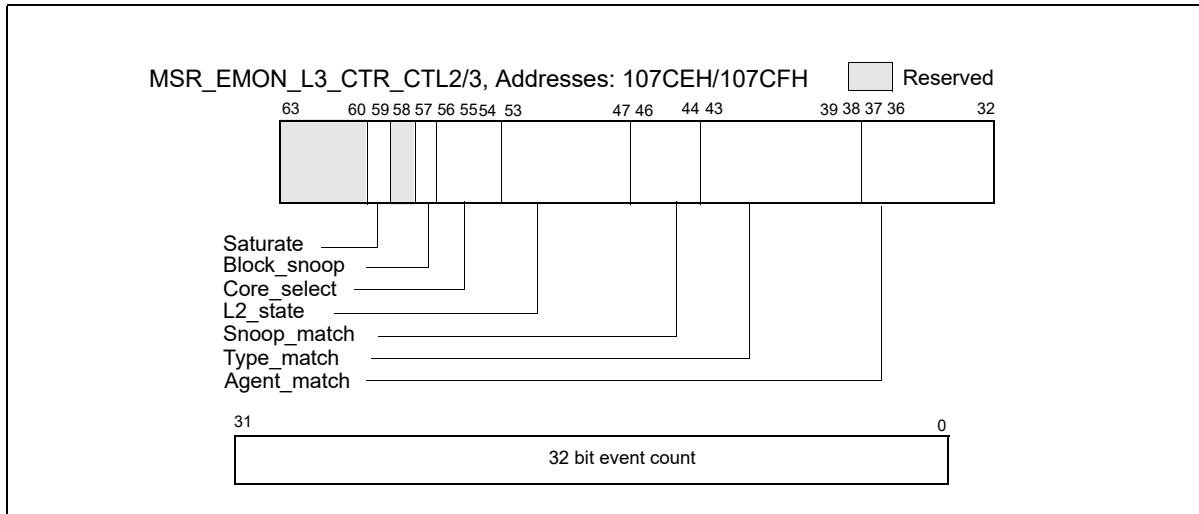 MSR_EMON_L3_CTR_CTL2/3, Addresses: 107CEH/107CFH Reserved
63 60 59 58 57 56 55 54 53 47 46 44 43 39 38 37 36 32
Saturate
Block_snoop
Core_select
L2_state
Snoop_match
Type_match
Agent_match
31 0
32 bit event count